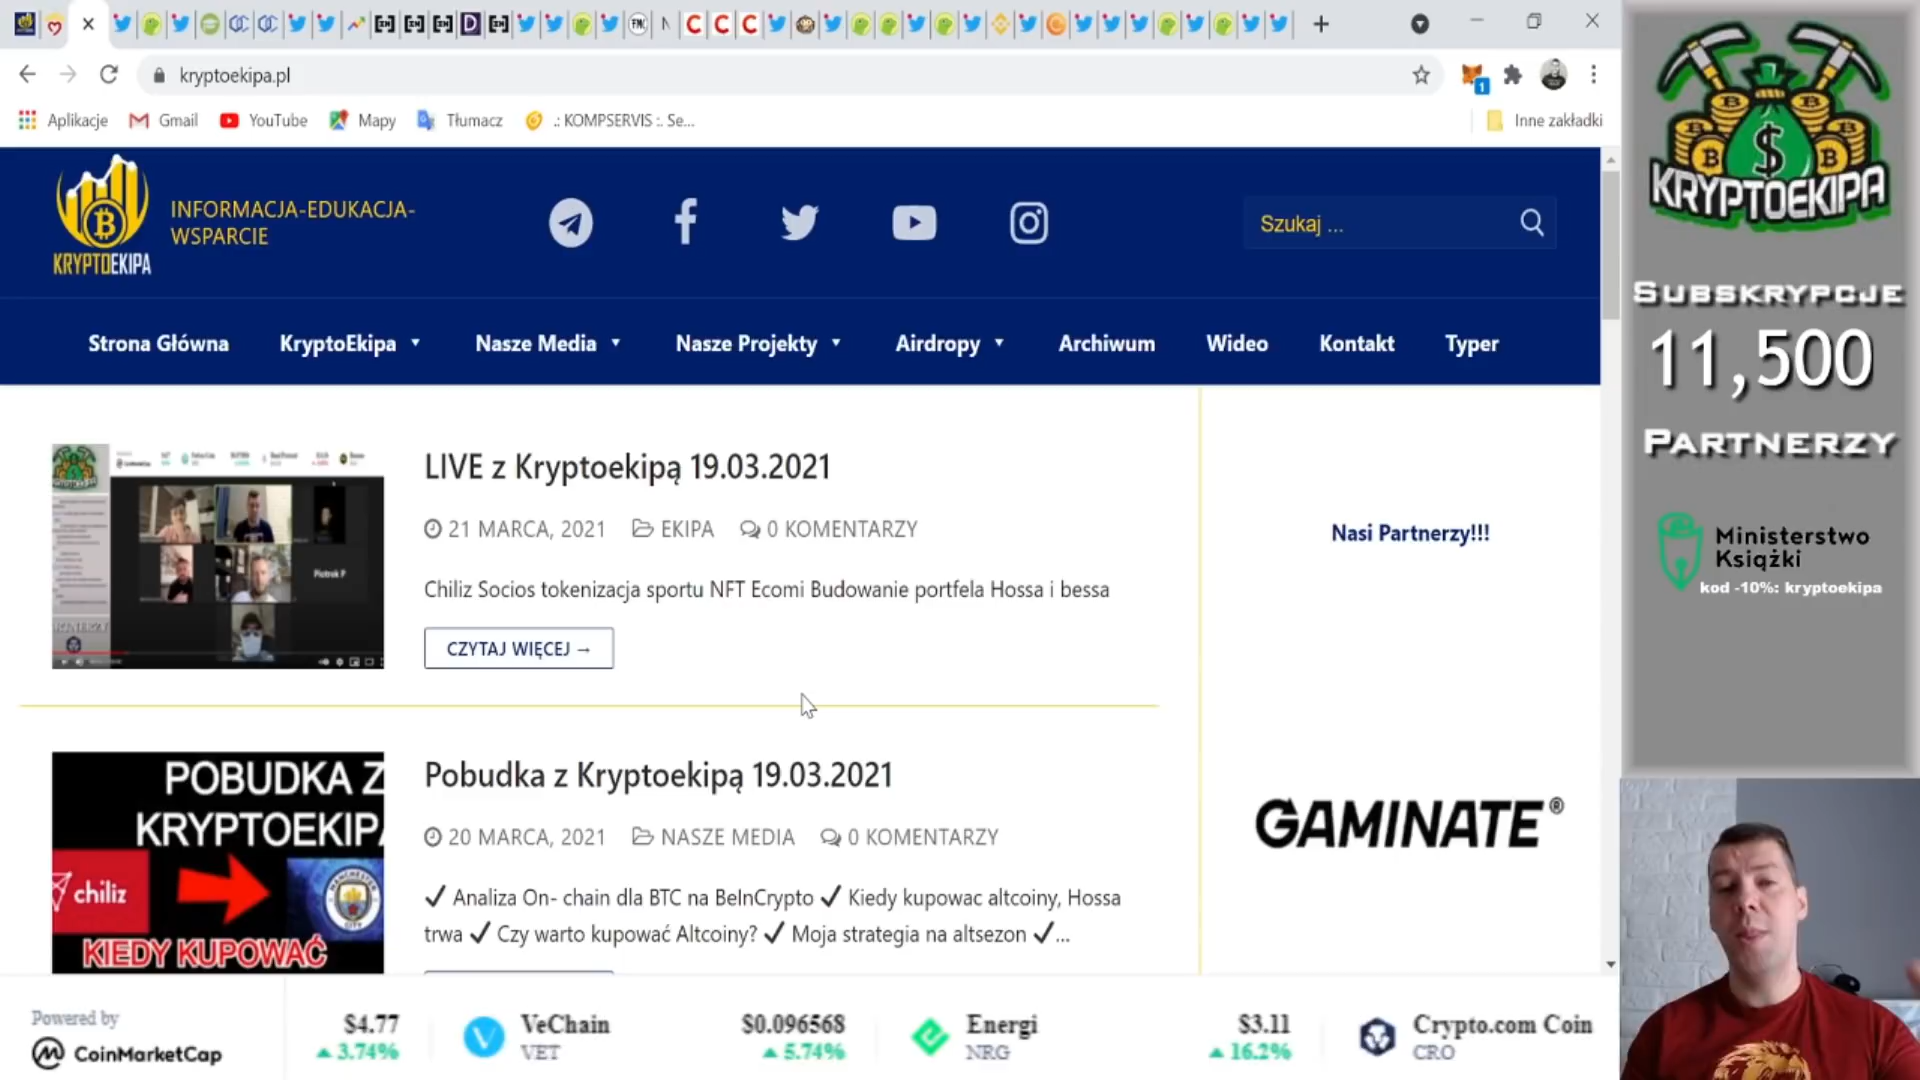 kryptoekipa.pl
1
Aplikacje
Gmail
YouTube
Mapy
Tłumacz
.: KOMPSERVIS :. Se...
Inne zakładki
KRYPTOEKIPA
INFORMACJA-EDUKACJA-
WSPARCIE
Szukaj ...
Strona Główna
KryptoEkipa
Nasze Media
Nasze Projekty
Airdropy
Archiwum
Wideo
Kontakt
Typer
LIVE z Kryptoekipą 19.03.2021
21 MARCA, 2021
EKIPA
0 KOMENTARZY
Chiliz Socios tokenizacja sportu NFT Ecomi Budowanie portfela Hossa i bessa
CZYTAJ WIĘCEJ →
Piotrek P
POBUDKA Z
KRYPTOEKIPA
chiliz
MANCHESTER
CITY
KIEDY KUPOWAĆ
Pobudka z Kryptoekipą 19.03.2021
20 MARCA, 2021
NASZE MEDIA
0 KOMENTARZY
✓ Analiza On- chain dla BTC na BeInCrypto ✓ Kiedy kupowac altcoiny, Hossa
trwa ✓ Czy warto kupować Altcoiny? ✓ Moja strategia na altsezon ✓...
Nasi Partnerzy!!!
GAMINATE®
Powered by
CoinMarketCap
$4.77
▲ 3.74%
VeChain
VET
$0.096568
▲ 5.74%
Energi
NRG
$3.11
▲ 16.2%
Crypto.com Coin
CRO
KRYPTOEKIPA
SUBSKRYPCJE
11,500
PARTNERZY
Ministerstwo
Książki
kod -10%: kryptoekipa